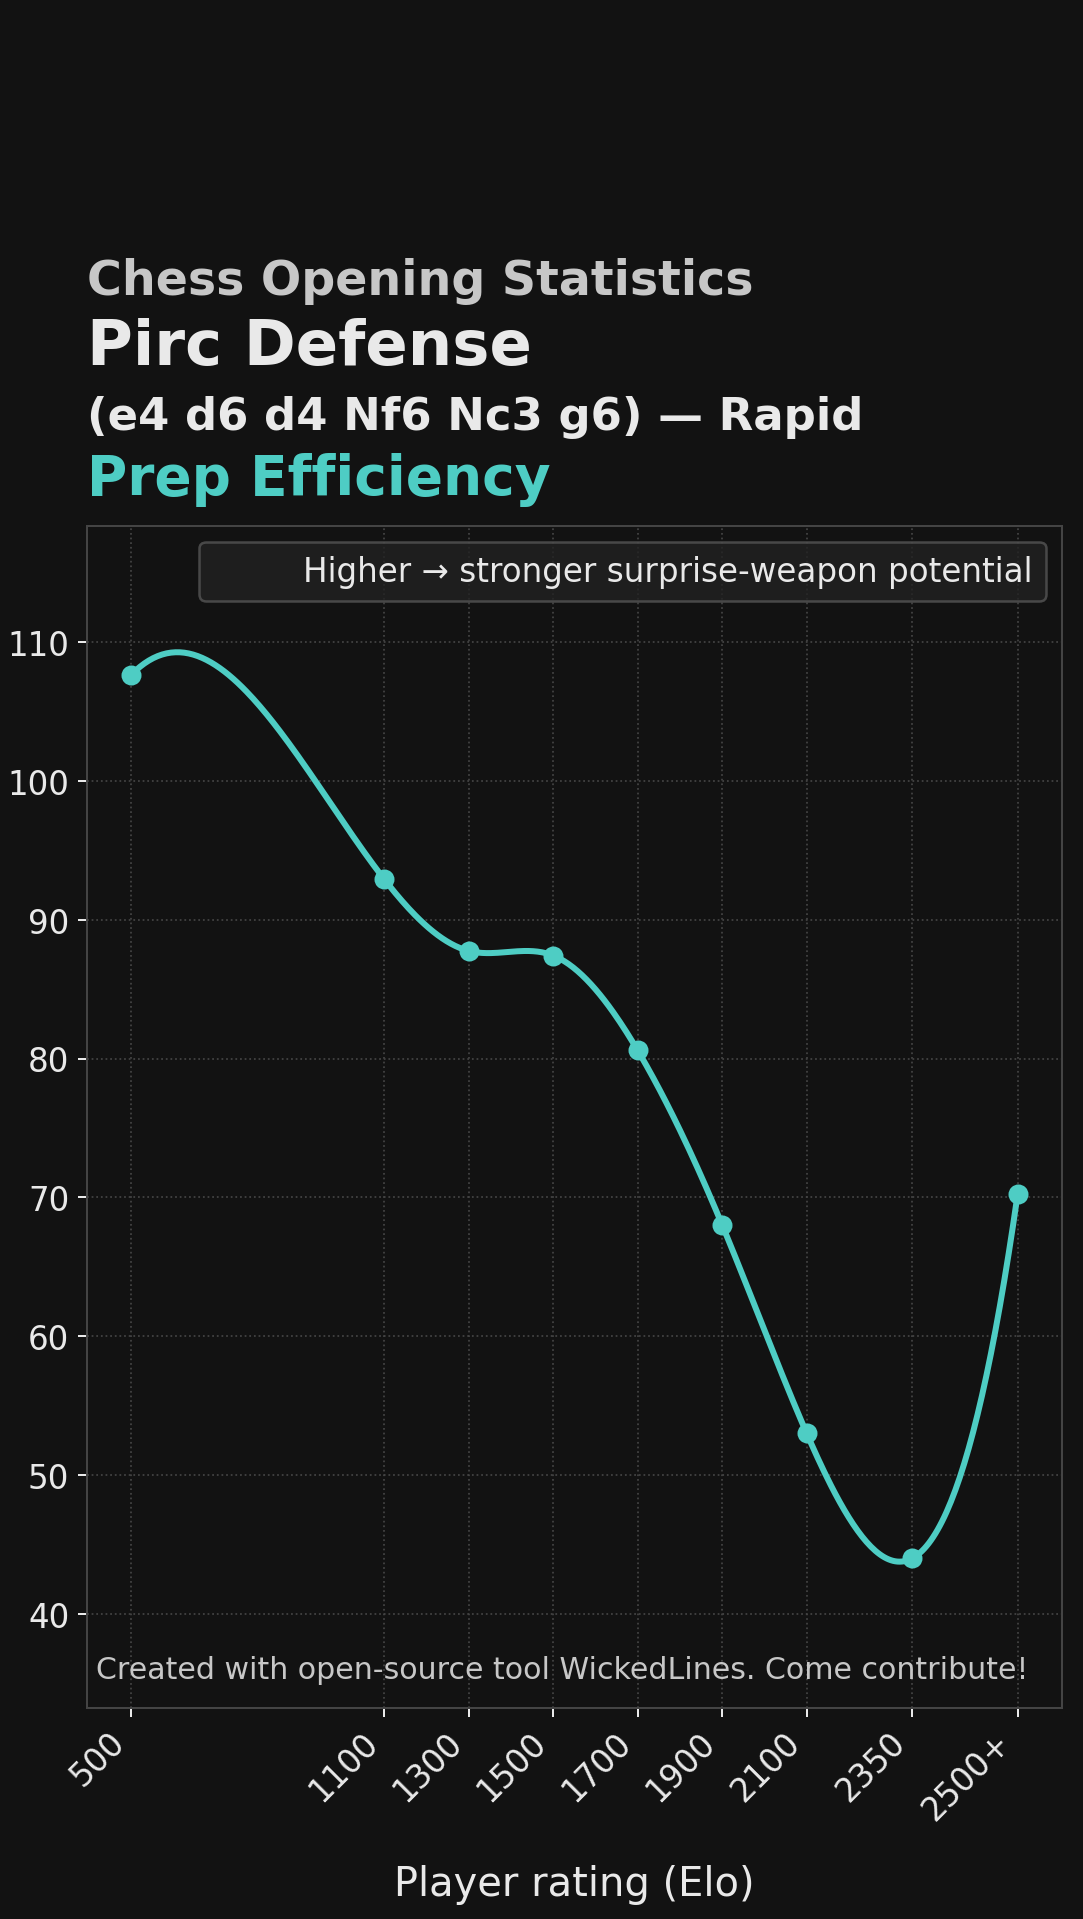 Chess Opening Statistics
Pirc Defense
(e4 d6 d4 Nf6 Nc3 g6) — Rapid
Prep Efficiency
Higher → stronger surprise-weapon potential
110
100
90
80
70
60
50
40
Created with open-source tool WickedLines. Come contribute!
500
1100
1300
1500
1700
1900
2100
2350
2500+
Player rating (Elo)